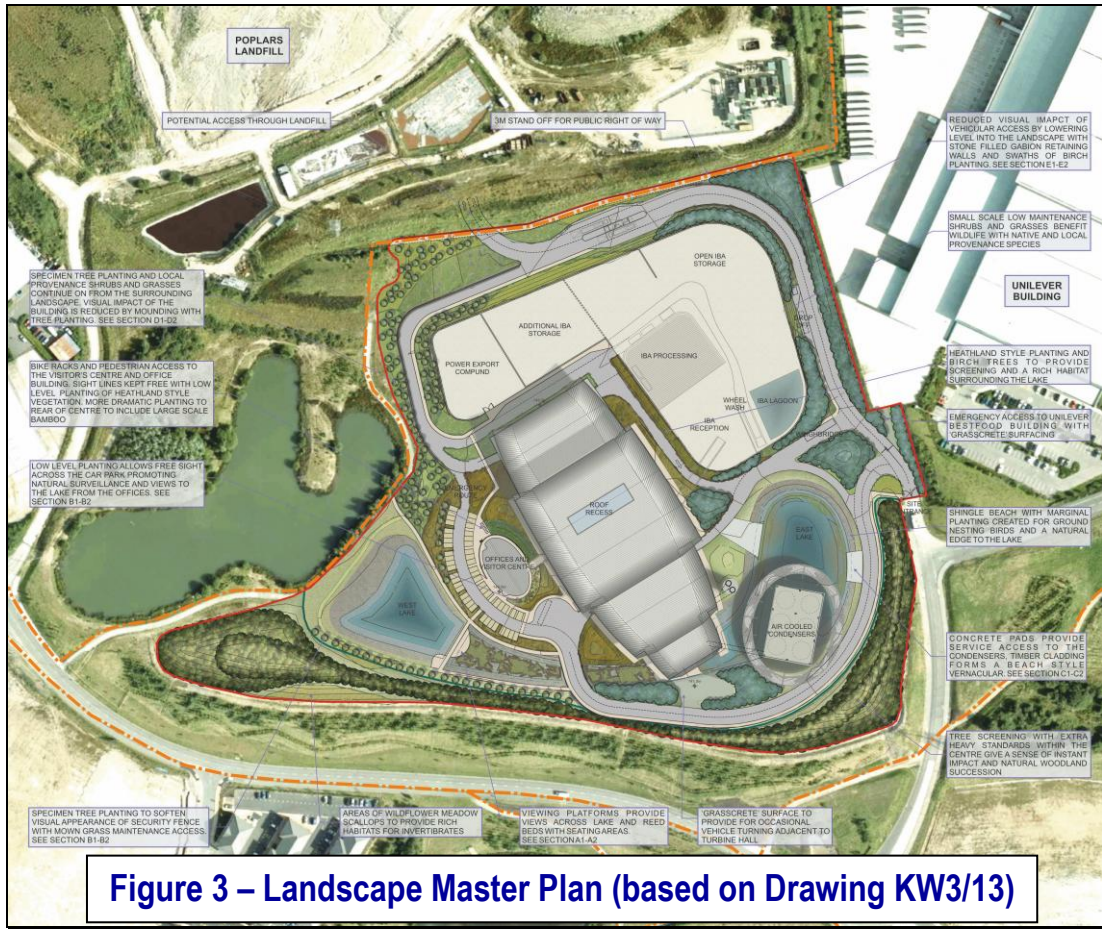 POPLARS
LANDFILL
POTENTIAL ACCESS THROUGH LANDFILL
3M STAND OFF FOR PUBLIC RIGHT OF WAY
REDUCED VISUAL IMAPCT OF
VEHICULAR ACCESS BY LOWERING
LEVEL INTO THE LANDSCAPE WITH
STONE FILLED GABION RETAINING
WALLS AND SWATHS OF BIRCH
PLANTING. SEE SECTION E1-E2
SMALL SCALE LOW MAINTENANCE
SHRUBS AND GRASSES BENEFIT
WILDLIFE WITH NATIVE AND LOCAL
PROVENANCE SPECIES
UNILEVER
BUILDING
SPECIMEN TREE PLANTING AND LOCAL
PROVENANCE SHRUBS AND GRASSES
CONTINUE ON FROM THE SURROUNDING
LANDSCAPE. VISUAL IMPACT OF THE
BUILDING IS REDUCED BY MOUNDING WITH
TREE PLANTING. SEE SECTION D1-D2
OPEN IBA
STORAGE
ADDITIONAL IBA
STORAGE
DROP
OFF
IBA PROCESSING
POWER EXPORT
COMPUND
BIKE RACKS AND PEDESTRIAN ACCESS TO
THE VISITOR'S CENTRE AND OFFICE
BUILDING. SIGHT LINES KEPT FREE WITH LOW
LEVEL PLANTING OF HEATHLAND STYLE
VEGETATION. MORE DRAMATIC PLANTING TO
REAR OF CENTRE TO INCLUDE LARGE SCALE
BAMBOO
HEATHLAND STYLE PLANTING AND
BIRCH TREES TO PROVIDE
SCREENING AND A RICH HABITAT
SURROUNDING THE LAKE
WHEEL
WASH
IBA LAGOON
IBA
RECEPTION
WEIGHBRIDGE
EMERGENCY ACCESS TO UNILEVER
BESTFOOD BUILDING WITH
'GRASSCRETE' SURFACING
LOW LEVEL PLANTING ALLOWS FREE SIGHT
ACROSS THE CAR PARK PROMOTING
NATURAL SURVEILLANCE AND VIEWS TO
THE LAKE FROM THE OFFICES. SEE
SECTION B1-B2
ROOF
RECESS
SITE
ENTRANCE
SHINGLE BEACH WITH MARGINAL
PLANTING CREATED FOR GROUND
NESTING BIRDS AND A NATURAL
EDGE TO THE LAKE
EAST
LAKE
OFFICES AND
VISITOR CENTRE
WEST
LAKE
AIR COOLED
CONDENSERS
CONCRETE PADS PROVIDE
SERVICE ACCESS TO THE
CONDENSERS. TIMBER CLADDING
FORMS A BEACH STYLE
VERNACULAR. SEE SECTION C1-C2
TREE SCREENING WITH EXTRA
HEAVY STANDARDS WITHIN THE
CENTRE GIVE A SENSE OF INSTANT
IMPACT AND NATURAL WOODLAND
SUCCESSION
SPECIMEN TREE PLANTING TO SOFTEN
VISUAL APPEARANCE OF SECURITY FENCE
WITH MOWN GRASS MAINTENANCE ACCESS.
SEE SECTION B1-B2
AREAS OF WILDFLOWER MEADOW
SCALLOPS TO PROVIDE RICH
HABITATS FOR INVERTIBRATES
VIEWING PLATFORMS PROVIDE
VIEWS ACROSS LAKE AND REED
BEDS WITH SEATING AREAS.
SEE SECTION A1-A2
'GRASSCRETE SURFACE TO
PROVIDE FOR OCCASIONAL
VEHICLE TURNING ADJACENT TO
TURBINE HALL
Figure 3 – Landscape Master Plan (based on Drawing KW3/13)